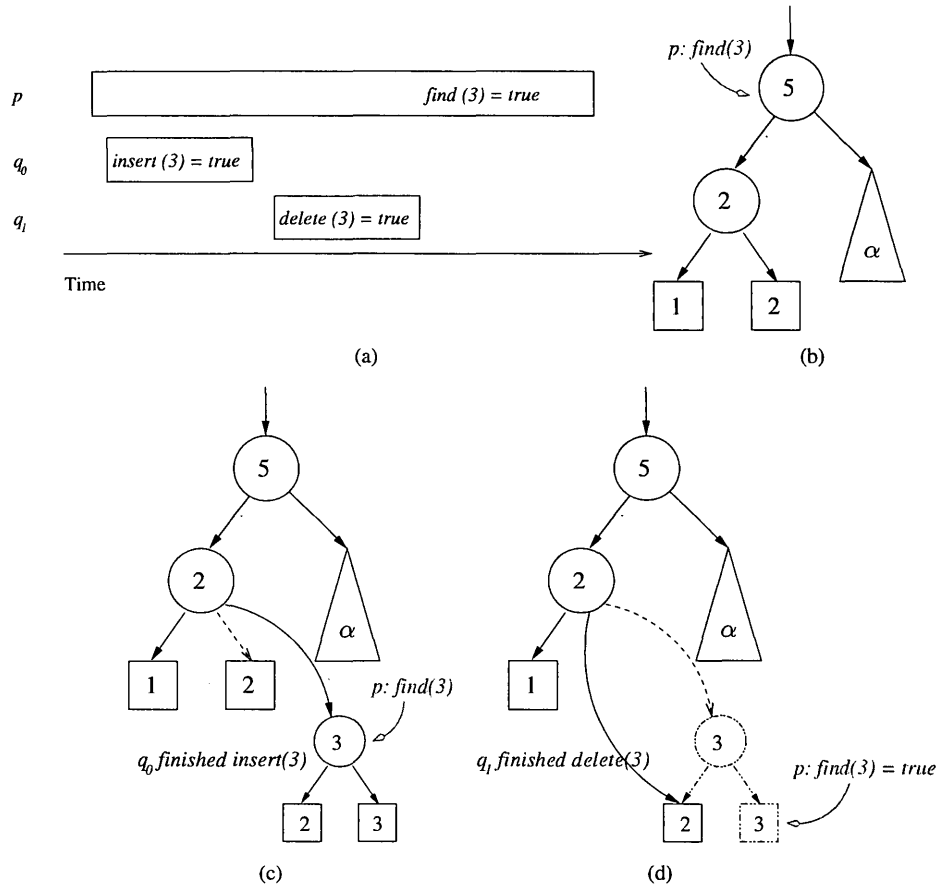 p
find (3) = true
q0
insert (3) = true
q1
delete (3) = true
Time
(a)
p: find(3)
5
2
α
1
2
(b)
5
2
α
1
2
p: find(3)
3
q0 finished insert(3)
2
3
(c)
5
2
α
1
3
q1 finished delete(3)
p: find(3) = true
2
3
(d)